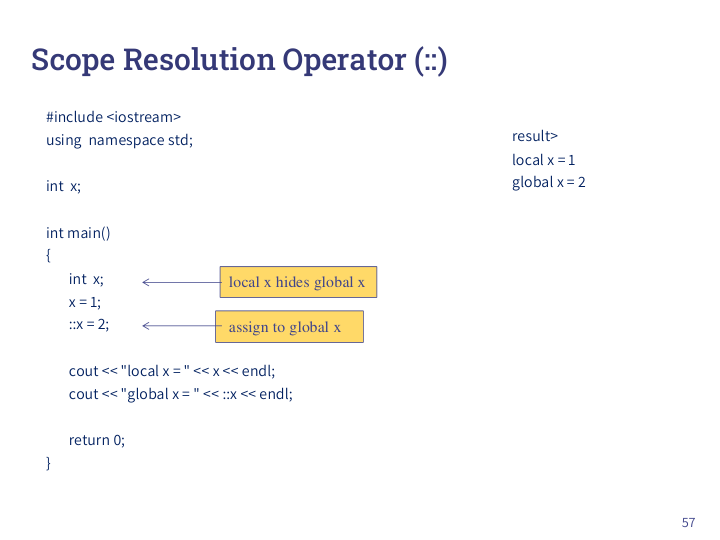 Scope Resolution Operator (::)
#include <iostream>
using namespace std;
int x;
int main()
{
int x;
x = 1;
::x = 2;
cout << "local x = " << x << endl;
cout << "global x = " << ::x << endl;
return 0;
}
local x hides global x
assign to global x
result>
local x = 1
global x = 2
57